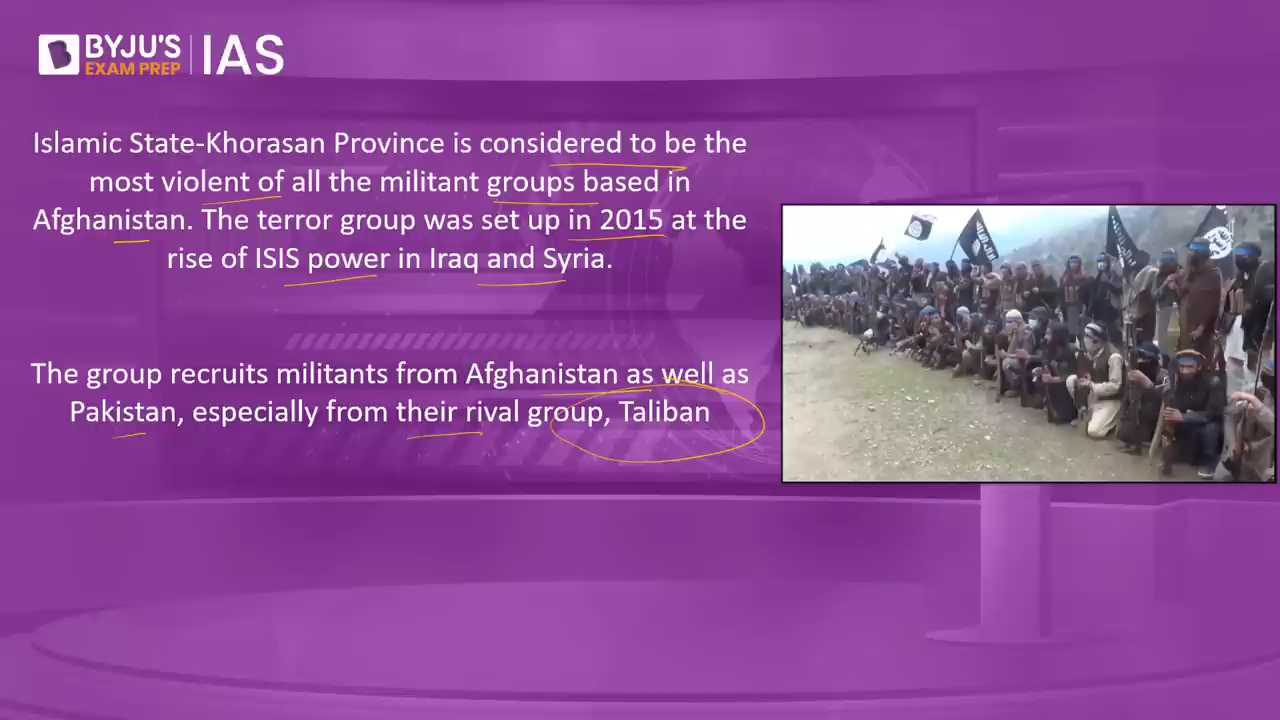 BYJU'S
EXAM PREP
IAS
Islamic State-Khorasan Province is considered to be the
most violent of all the militant groups based in
Afghanistan. The terror group was set up in 2015 at the
rise of ISIS power in Iraq and Syria.
The group recruits militants from Afghanistan as well as
Pakistan, especially from their rival group, Taliban